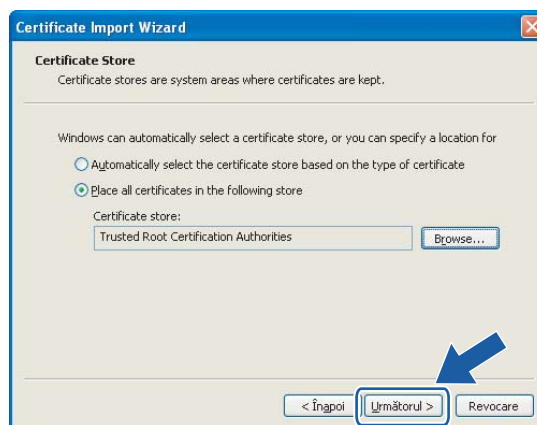 Certificate Import Wizard
Certificate Store
Certificate stores are system areas where certificates are kept.
Windows can automatically select a certificate store, or you can specify a location for
Automatically select the certificate store based on the type of certificate
Place all certificates in the following store
Certificate store:
Trusted Root Certification Authorities
Browse...
< Înapoi
Următorul >
Revocare